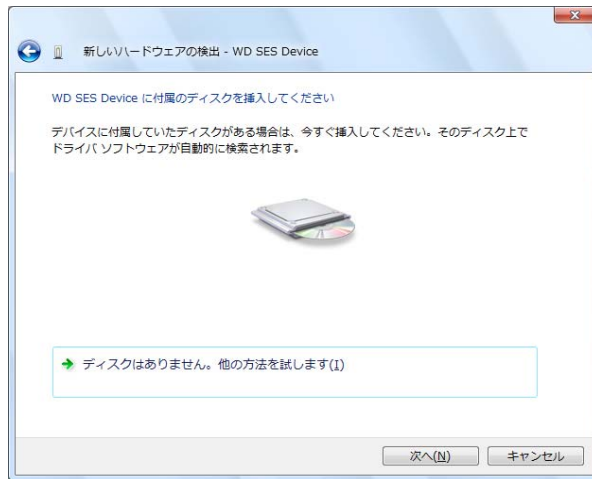 新しいハードウェアの検出 - WD SES Device
WD SES Device に付属のディスクを挿入してください
デバイスに付属していたディスクがある場合は、今すぐ挿入してください。そのディスク上で
ドライバ ソフトウェアが自動的に検索されます。
ディスクはありません。他の方法を試します(I)
次へ(N) キャンセル